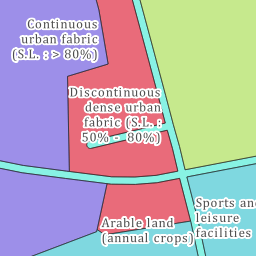 Continuous
urban fabric
(S.L. : > 80%)
Discontinuous
dense urban
fabric (S.L. :
50% - 80%)
Sports and
leisure
facilities
Arable land
(annual crops)